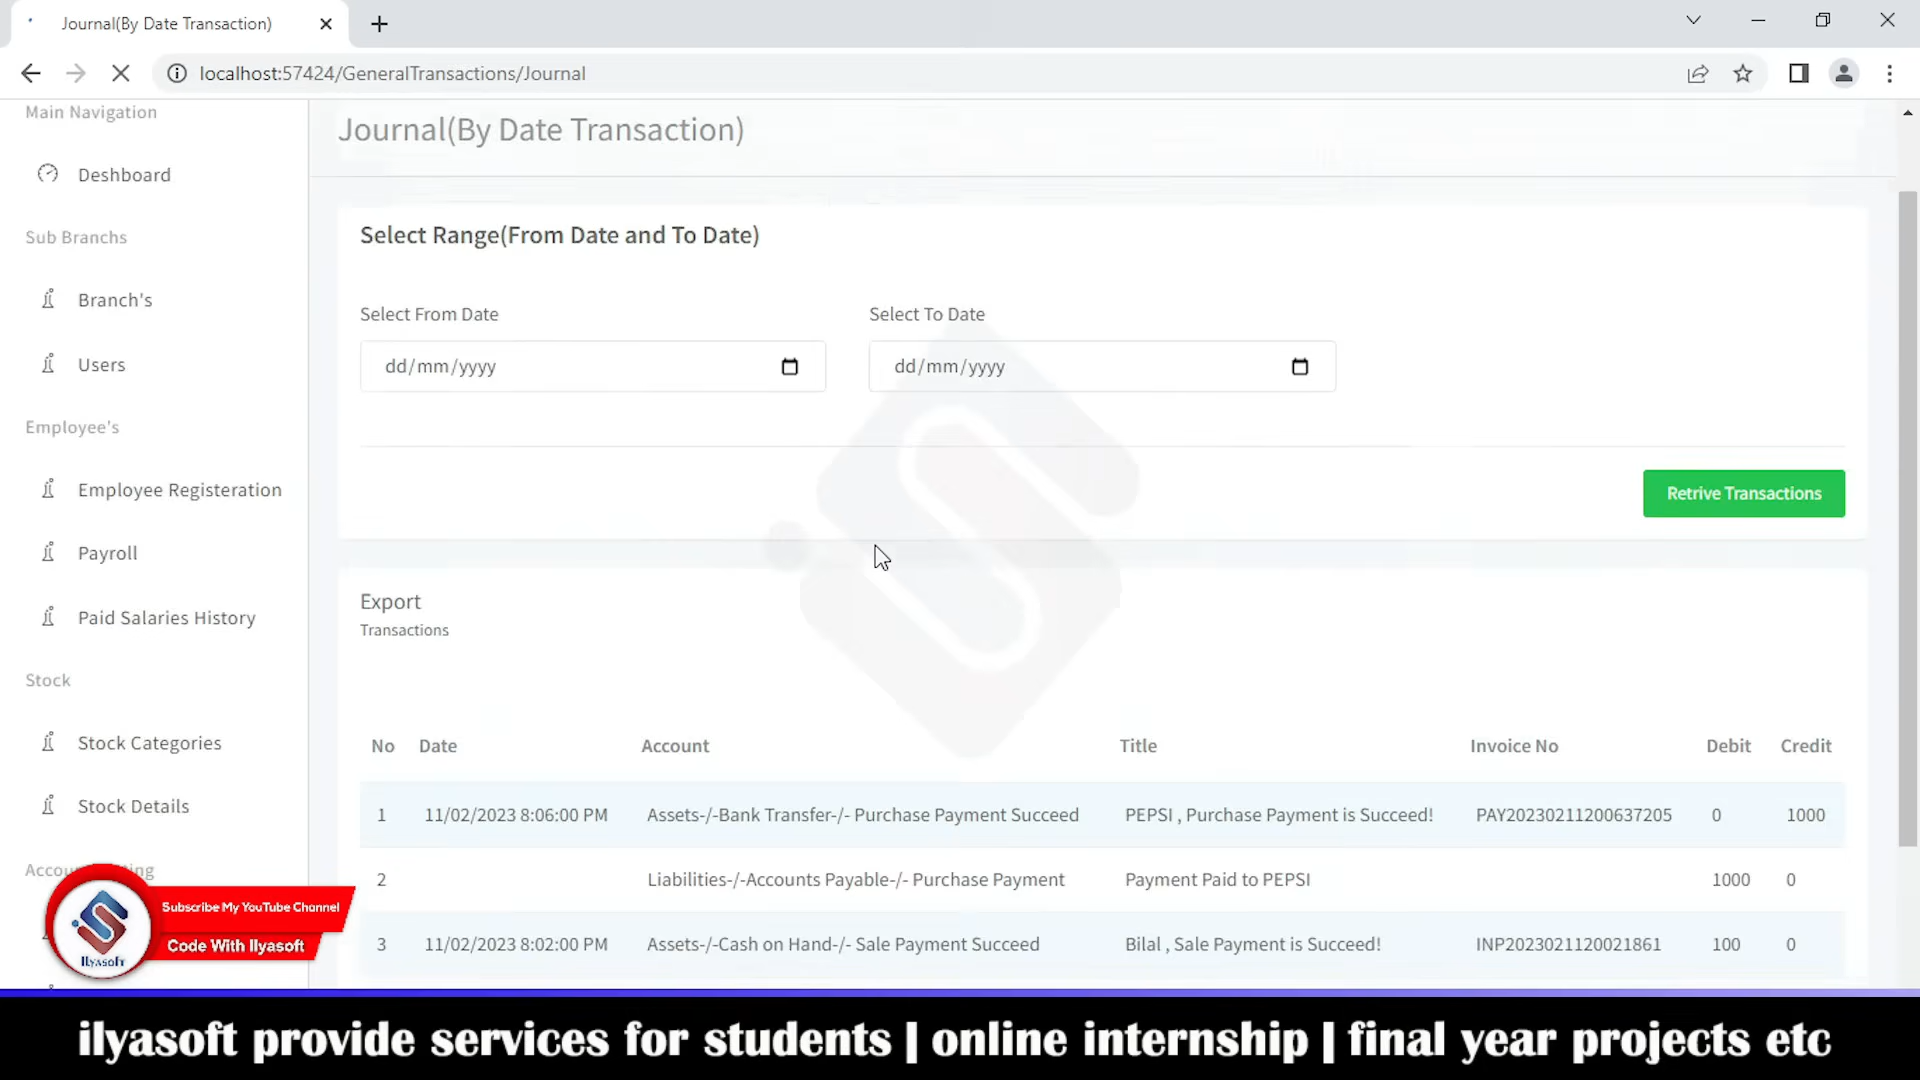 Journal(By Date Transaction)
localhost:57424/GeneralTransactions/Journal
Main Navigation
Deshboard
Sub Branchs
Branch's
Users
Employee's
Employee Registeration
Payroll
Paid Salaries History
Stock
Stock Categories
Stock Details
Journal(By Date Transaction)
Select Range(From Date and To Date)
Select From Date Select To Date
dd/mm/yyyy dd/mm/yyyy
Retrive Transactions
Export
Transactions
No Date Account Title Invoice No Debit Credit
1 11/02/2023 8:06:00 PM Assets-/-Bank Transfer-/- Purchase Payment Succeed PEPSI , Purchase Payment is Succeed! PAY20230211200637205 0 1000
2 Liabilities-/-Accounts Payable-/- Purchase Payment Payment Paid to PEPSI 1000 0
3 11/02/2023 8:02:00 PM Assets-/-Cash on Hand-/- Sale Payment Succeed Bilal , Sale Payment is Succeed! INP2023021120021861 100 0
Subscribe My YouTube Channel
Code With Ilyasoft
Ilyasoft
ilyasoft provide services for students | online internship | final year projects etc